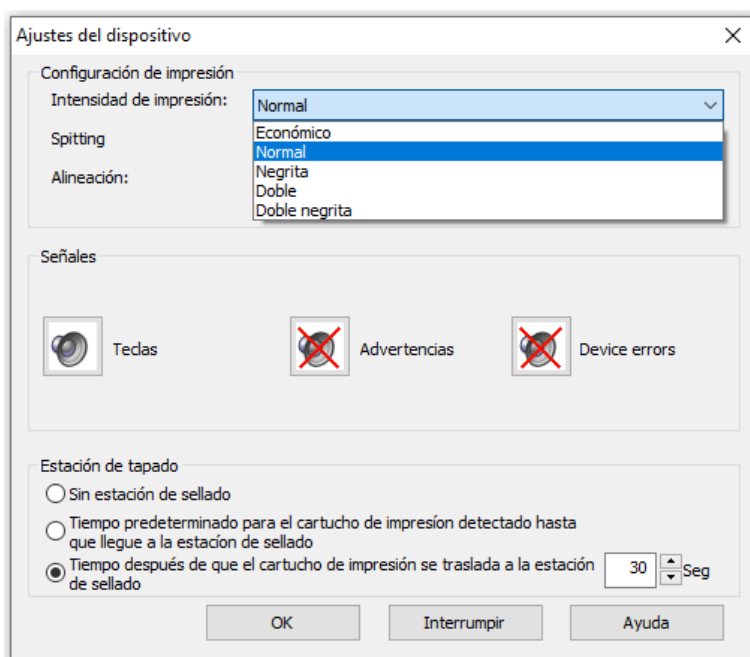 Ajustes del dispositivo
Configuración de impresión
Intensidad de impresión:
Normal
Spitting
Económico
Normal
Negrita
Alineación:
Doble
Doble negrita
Señales
Teclas
Advertencias
Device errors
Estación de tapado
Sin estación de sellado
Tiempo predeterminado para el cartucho de impresíon detectado hasta
que llegue a la estacíon de sellado
Tiempo después de que el cartucho de impresión se traslada a la estación
de sellado
30
Seg
OK
Interrumpir
Ayuda